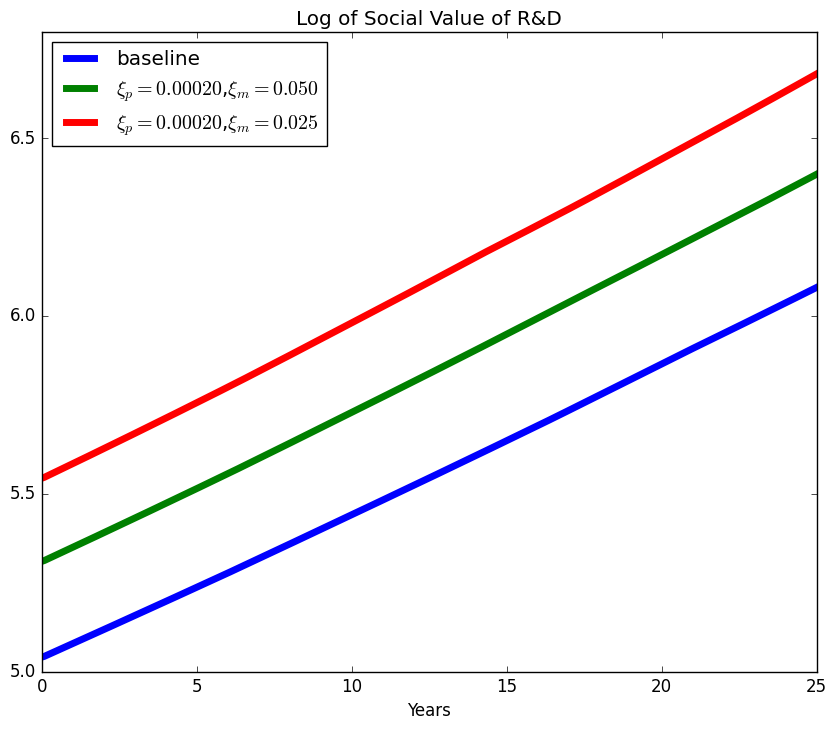 Log of Social Value of R&D
baseline
ξₚ = 0.00020,ξₘ = 0.050
ξₚ = 0.00020,ξₘ = 0.025
6.5
6.0
5.5
5.0
0 5 10 15 20 25
Years